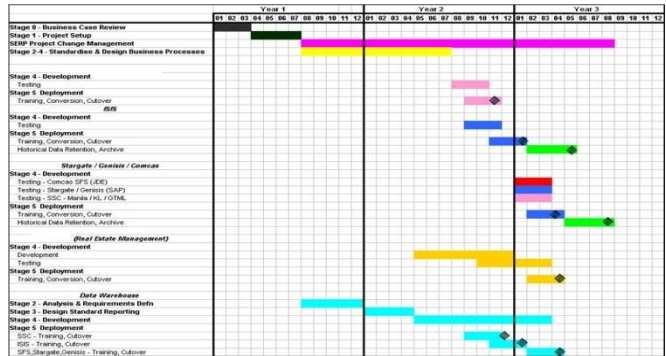 Year 1 Year 2 Year 3
01 02 03 04 05 06 07 08 09 10 11 12 01 02 03 04 05 06 07 08 09 10 11 12 01 02 03 04 05 06 07 08 09 10 11 12
Stage 0 - Business Case Review
Stage 1 - Project Setup
SERP Project Change Management
Stage 2-4 - Standardise & Design Business Processes
Stage 4 - Development
Testing
Stage 5 Deployment
Training, Conversion, Cutover
ISIS
Stage 4 - Development
Testing
Stage 5 Deployment
Training, Conversion, Cutover
Historical Data Retention, Archive
Stargate / Genisis / Comcas
Stage 4 - Development
Testing - Comcas SFS (JDE)
Testing - Stargate / Genisis (SAP)
Testing - SSC - Manila / KL / GTML
Stage 5 Deployment
Training, Conversion, Cutover
Historical Data Retention, Archive
(Real Estate Management)
Stage 4 - Development
Development
Testing
Stage 5 Deployment
Training, Conversion, Cutover
Data Warehouse
Stage 2 - Analysis & Requirements Defn
Stage 3 - Design Standard Reporting
Stage 4 - Development
Stage 5 Deployment
SSC - Training, Cutover
ISIS - Training, Cutover
SFS,Stargate,Genisis - Training, Cutover